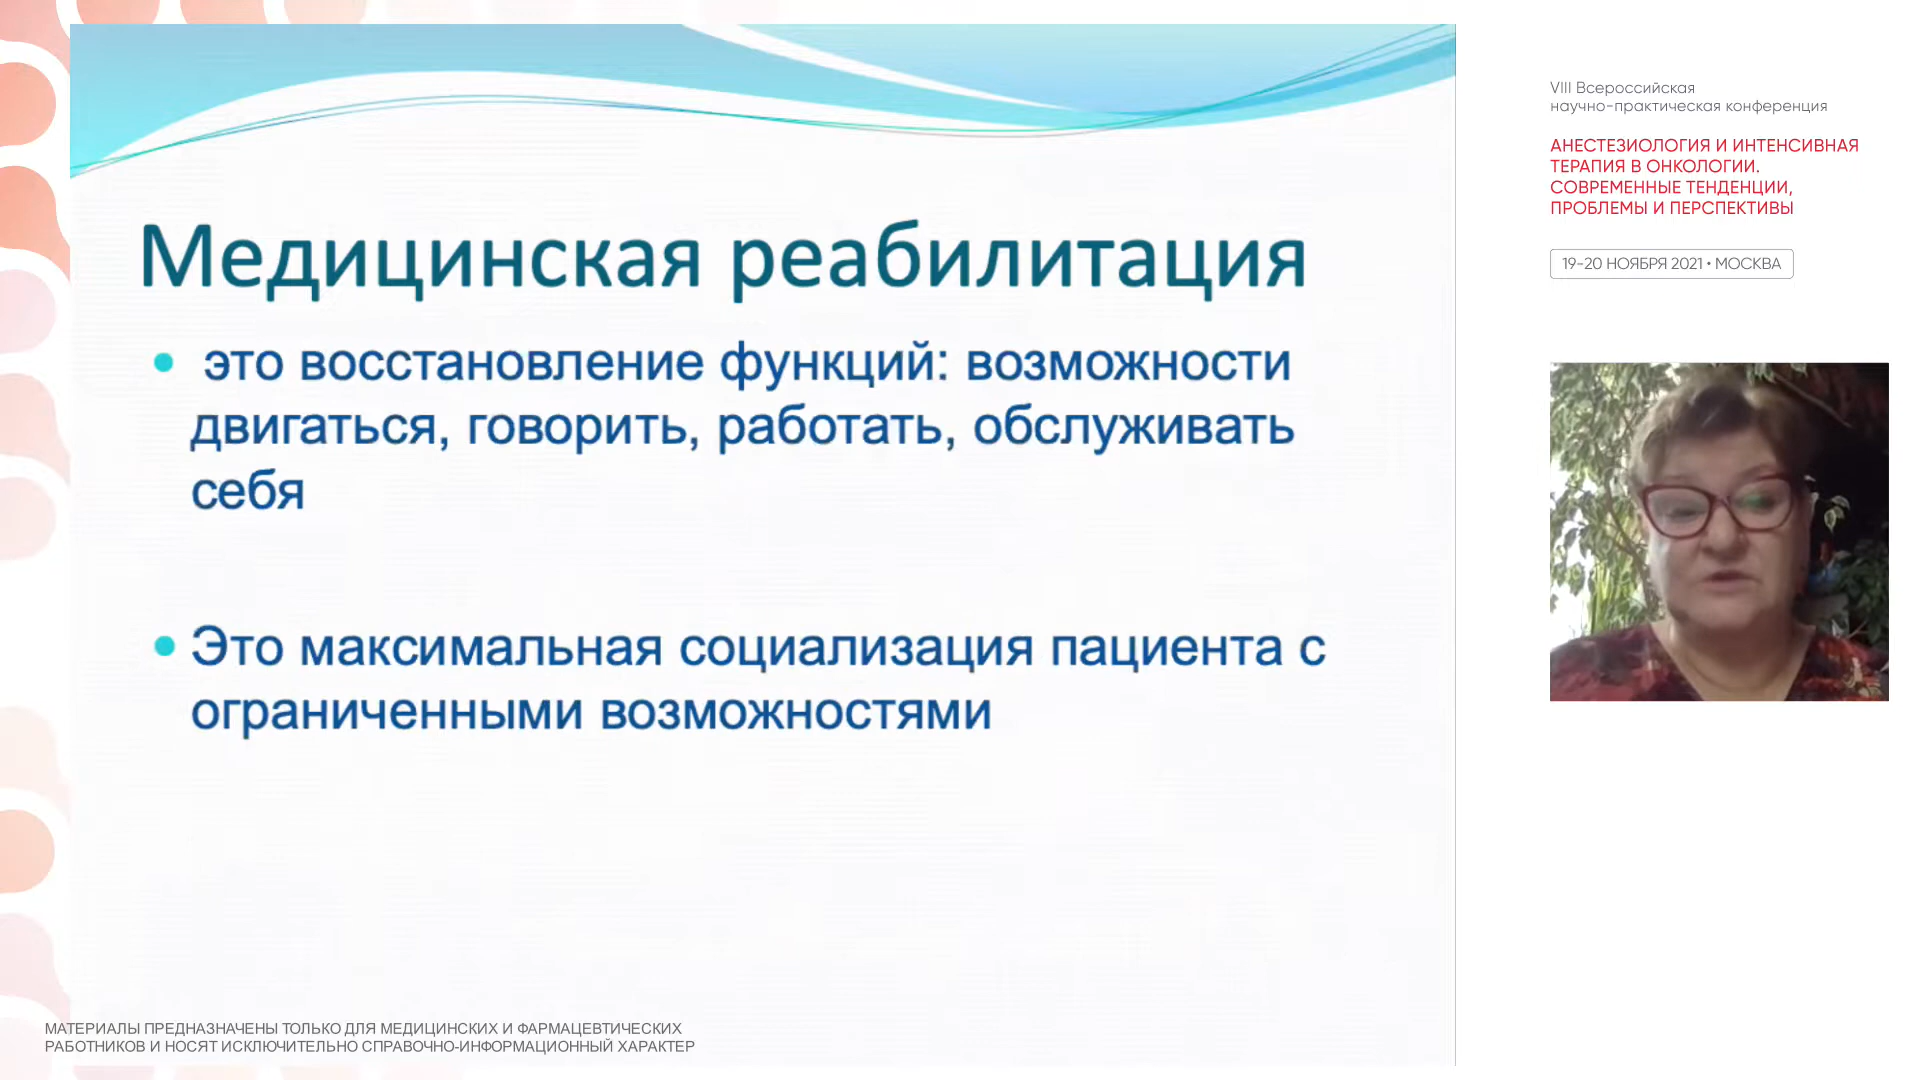 Медицинская реабилитация
это восстановление функций: возможности
двигаться, говорить, работать, обслуживать
себя
Это максимальная социализация пациента с
ограниченными возможностями
VIII Всероссийская
научно-практическая конференция
АНЕСТЕЗИОЛОГИЯ И ИНТЕНСИВНАЯ
ТЕРАПИЯ В ОНКОЛОГИИ.
СОВРЕМЕННЫЕ ТЕНДЕНЦИИ,
ПРОБЛЕМЫ И ПЕРСПЕКТИВЫ
19-20 НОЯБРЯ 2021 • МОСКВА
МАТЕРИАЛЫ ПРЕДНАЗНАЧЕНЫ ТОЛЬКО ДЛЯ МЕДИЦИНСКИХ И ФАРМАЦЕВТИЧЕСКИХ
РАБОТНИКОВ И НОСЯТ ИСКЛЮЧИТЕЛЬНО СПРАВОЧНО-ИНФОРМАЦИОННЫЙ ХАРАКТЕР